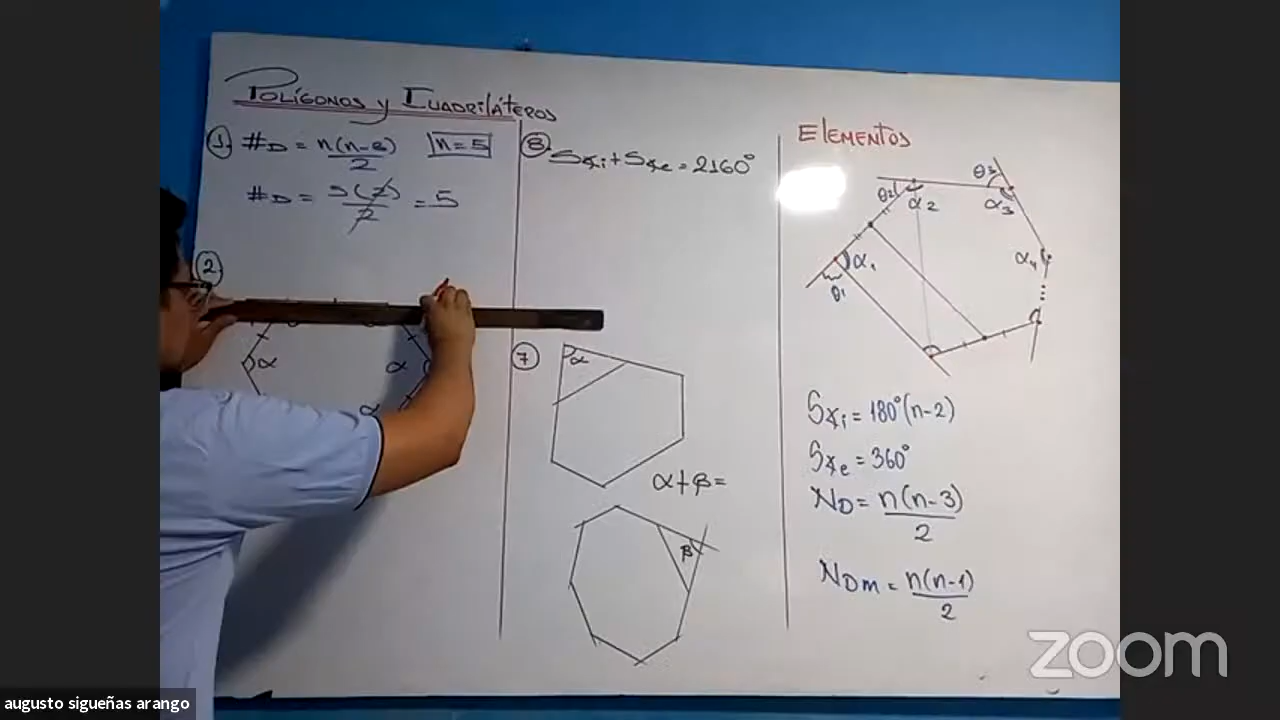 Polígonos y Cuadriláteros
1. #D = n(n-3)/2 n=5
#D = 5(2)/2 = 5
2
α
α
α
8 S∢i + S∢e = 2160°
7
α
α+β=
β
Elementos
θ2
α2
θ3
α3
α1
θ1
α4
S∢i = 180°(n-2)
S∢e = 360°
ND = n(n-3)/2
NDm = n(n-1)/2
zoom
augusto sigueñas arango